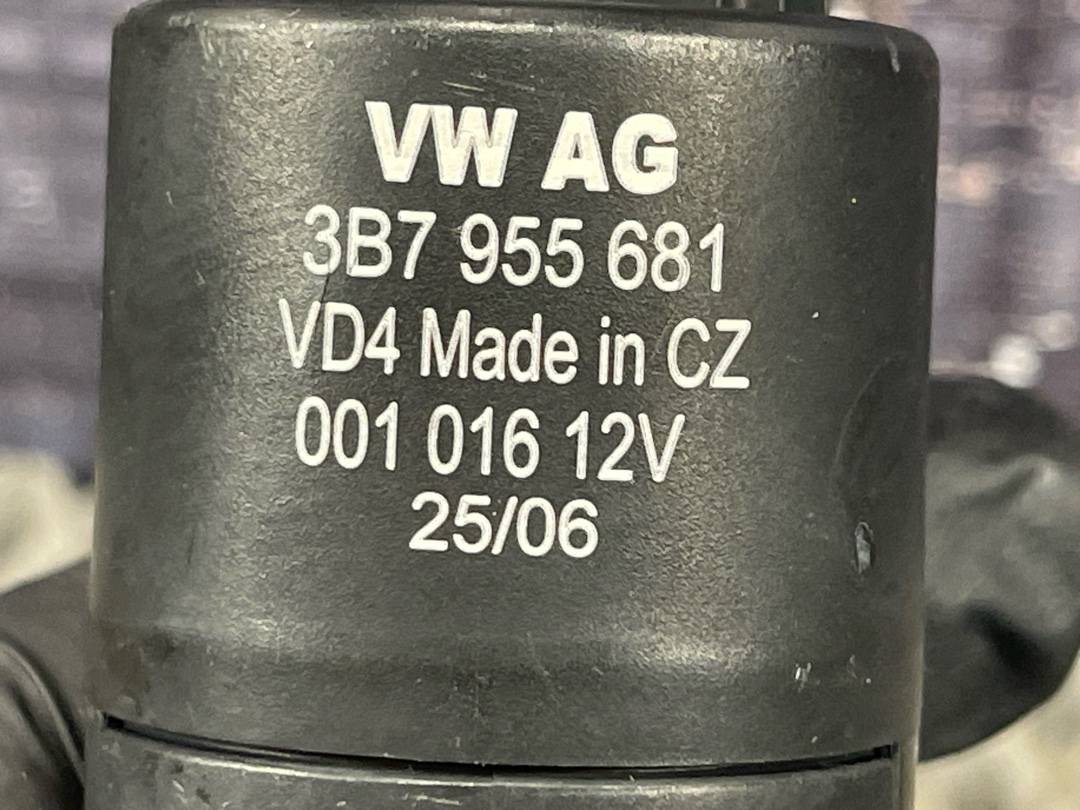 VW AG
3B7 955 681
VD4 Made in CZ
001 016 12V
25/06